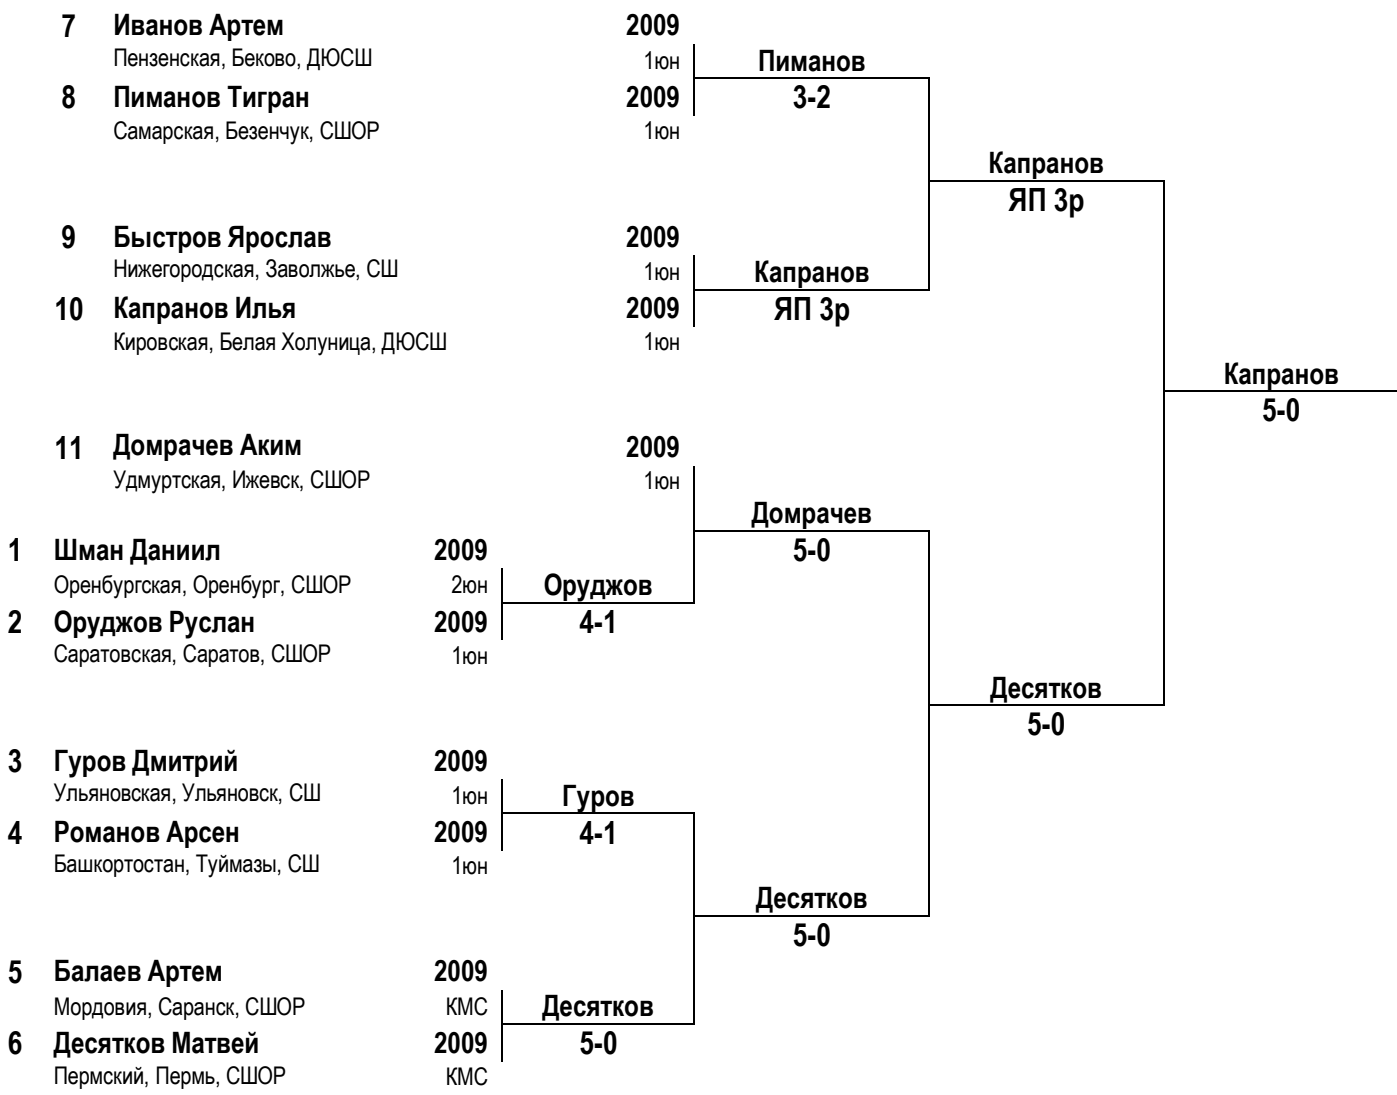 7 Иванов Артем 2009
Пензенская, Беково, ДЮСШ 1юн
Пиманов
8 Пиманов Тигран 2009
3-2
Самарская, Безенчук, СШОР 1юн
Капранов
ЯП 3р
9 Быстров Ярослав 2009
Нижегородская, Заволжье, СШ 1юн
Капранов
10 Капранов Илья 2009
ЯП 3р
Кировская, Белая Холуница, ДЮСШ 1юн
Капранов
5-0
11 Домрачев Аким 2009
Удмуртская, Ижевск, СШОР 1юн
Домрачев
5-0
1 Шман Даниил 2009
Оренбургская, Оренбург, СШОР 2юн
Оруджов
2 Оруджов Руслан 2009
4-1
Саратовская, Саратов, СШОР 1юн
Десятков
5-0
3 Гуров Дмитрий 2009
Ульяновская, Ульяновск, СШ 1юн
Гуров
4 Романов Арсен 2009
4-1
Башкортостан, Туймазы, СШ 1юн
Десятков
5-0
5 Балаев Артем 2009
Мордовия, Саранск, СШОР КМС
Десятков
6 Десятков Матвей 2009
5-0
Пермский, Пермь, СШОР КМС